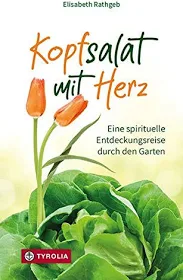 Elisabeth Rathgeb
Kopfsalat
mit Herz
Eine spirituelle
Entdeckungsreise
durch den Garten
TYROLIA